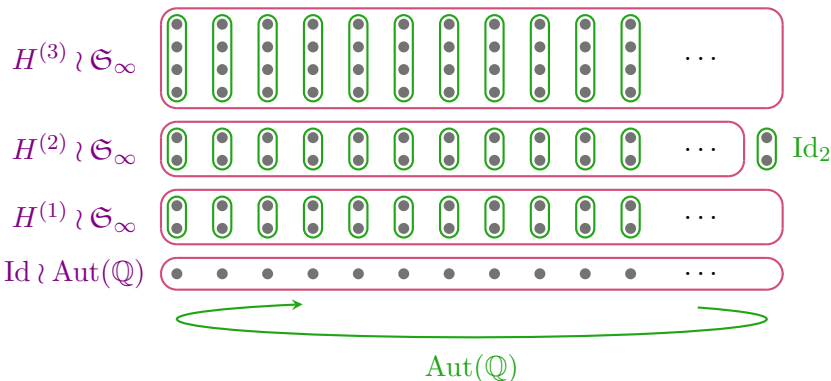 H^{(3)} ≀ 𝔖_∞ ⋯
H^{(2)} ≀ 𝔖_∞ ⋯ Id_2
H^{(1)} ≀ 𝔖_∞ ⋯
Id ≀ Aut(ℚ) ⋯
Aut(ℚ)